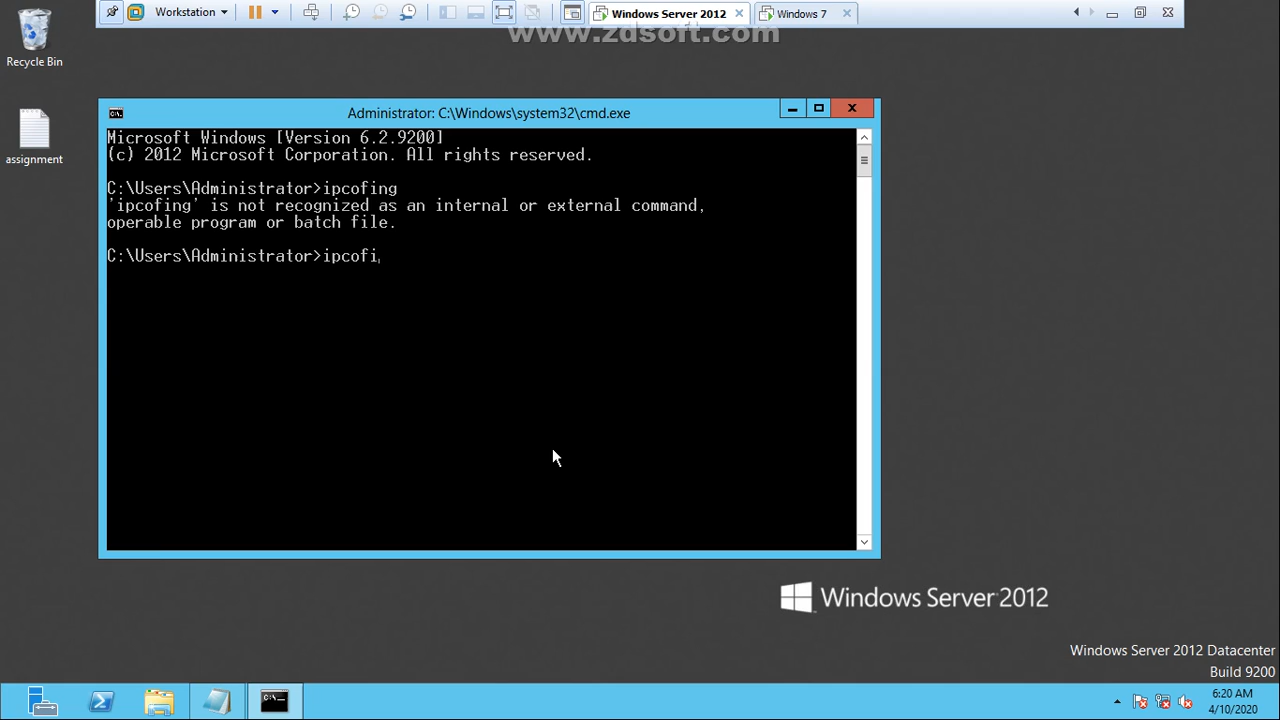 Workstation
Windows Server 2012
Windows 7
www.zdsoft.com
Recycle Bin
assignment
Administrator: C:\Windows\system32\cmd.exe
Microsoft Windows [Version 6.2.9200]
(c) 2012 Microsoft Corporation. All rights reserved.
C:\Users\Administrator>ipcofing
'ipcofing' is not recognized as an internal or external command,
operable program or batch file.
C:\Users\Administrator>ipcofi
Windows Server 2012
Windows Server 2012 Datacenter
Build 9200
6:20 AM
4/10/2020